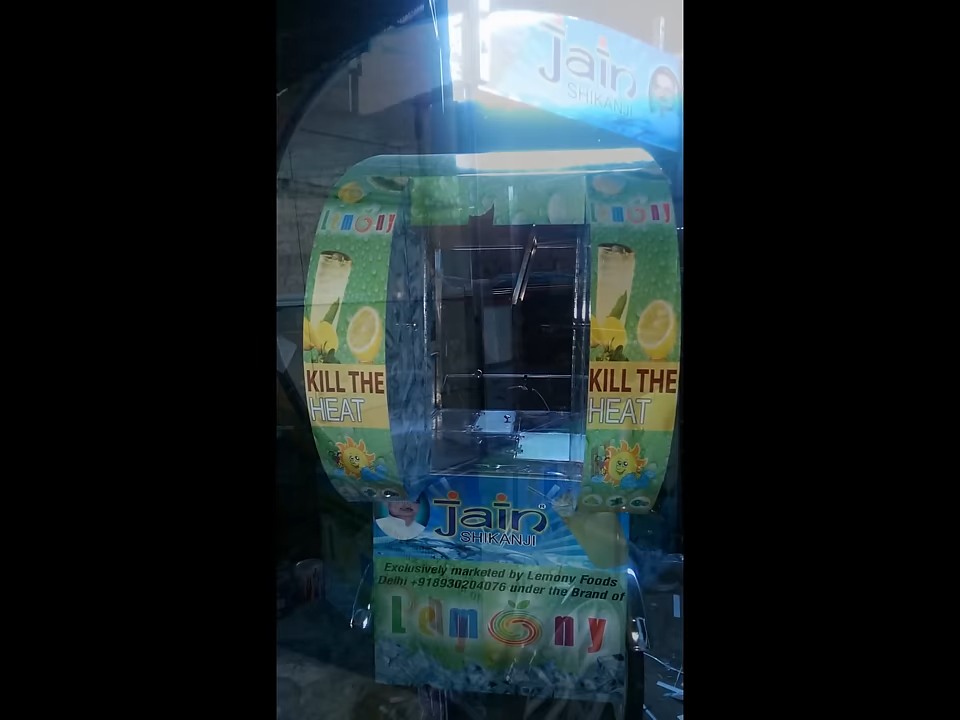 Jain
SHIKANJI
Lemony
Lemony
KILL THE
HEAT
KILL THE
HEAT
Jain®
SHIKANJI
Exclusively marketed by Lemony Foods
Delhi +918930204076 under the Brand of
Lemony